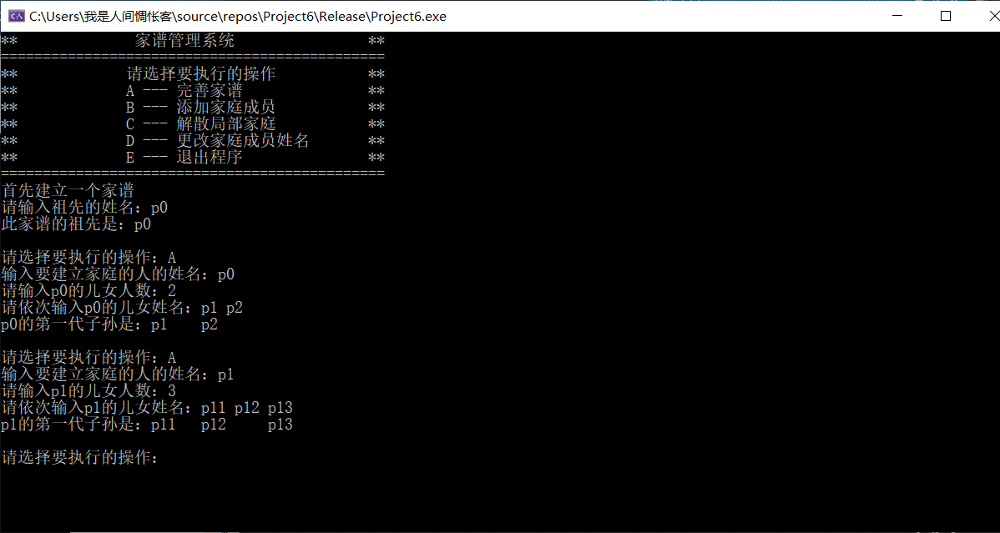 C:\Users\我是人间惆怅客\source\repos\Project6\Release\Project6.exe
** 家谱管理系统 **
==============================================
** 请选择要执行的操作 **
** A --- 完善家谱 **
** B --- 添加家庭成员 **
** C --- 解散局部家庭 **
** D --- 更改家庭成员姓名 **
** E --- 退出程序 **
==============================================
首先建立一个家谱
请输入祖先的姓名：p0
此家谱的祖先是：p0
请选择要执行的操作：A
输入要建立家庭的人的姓名：p0
请输入p0的儿女人数：2
请依次输入p0的儿女姓名：p1 p2
p0的第一代子孙是：p1 p2
请选择要执行的操作：A
输入要建立家庭的人的姓名：p1
请输入p1的儿女人数：3
请依次输入p1的儿女姓名：p11 p12 p13
p1的第一代子孙是：p11 p12 p13
请选择要执行的操作：